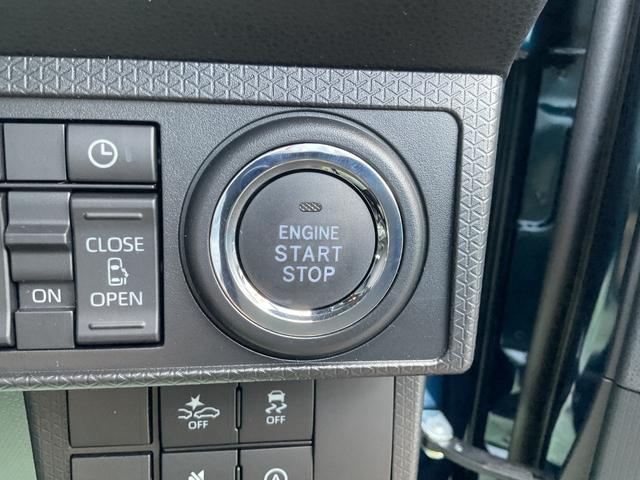 CLOSE
OPEN
ON
ENGINE
START
STOP
OFF
OFF